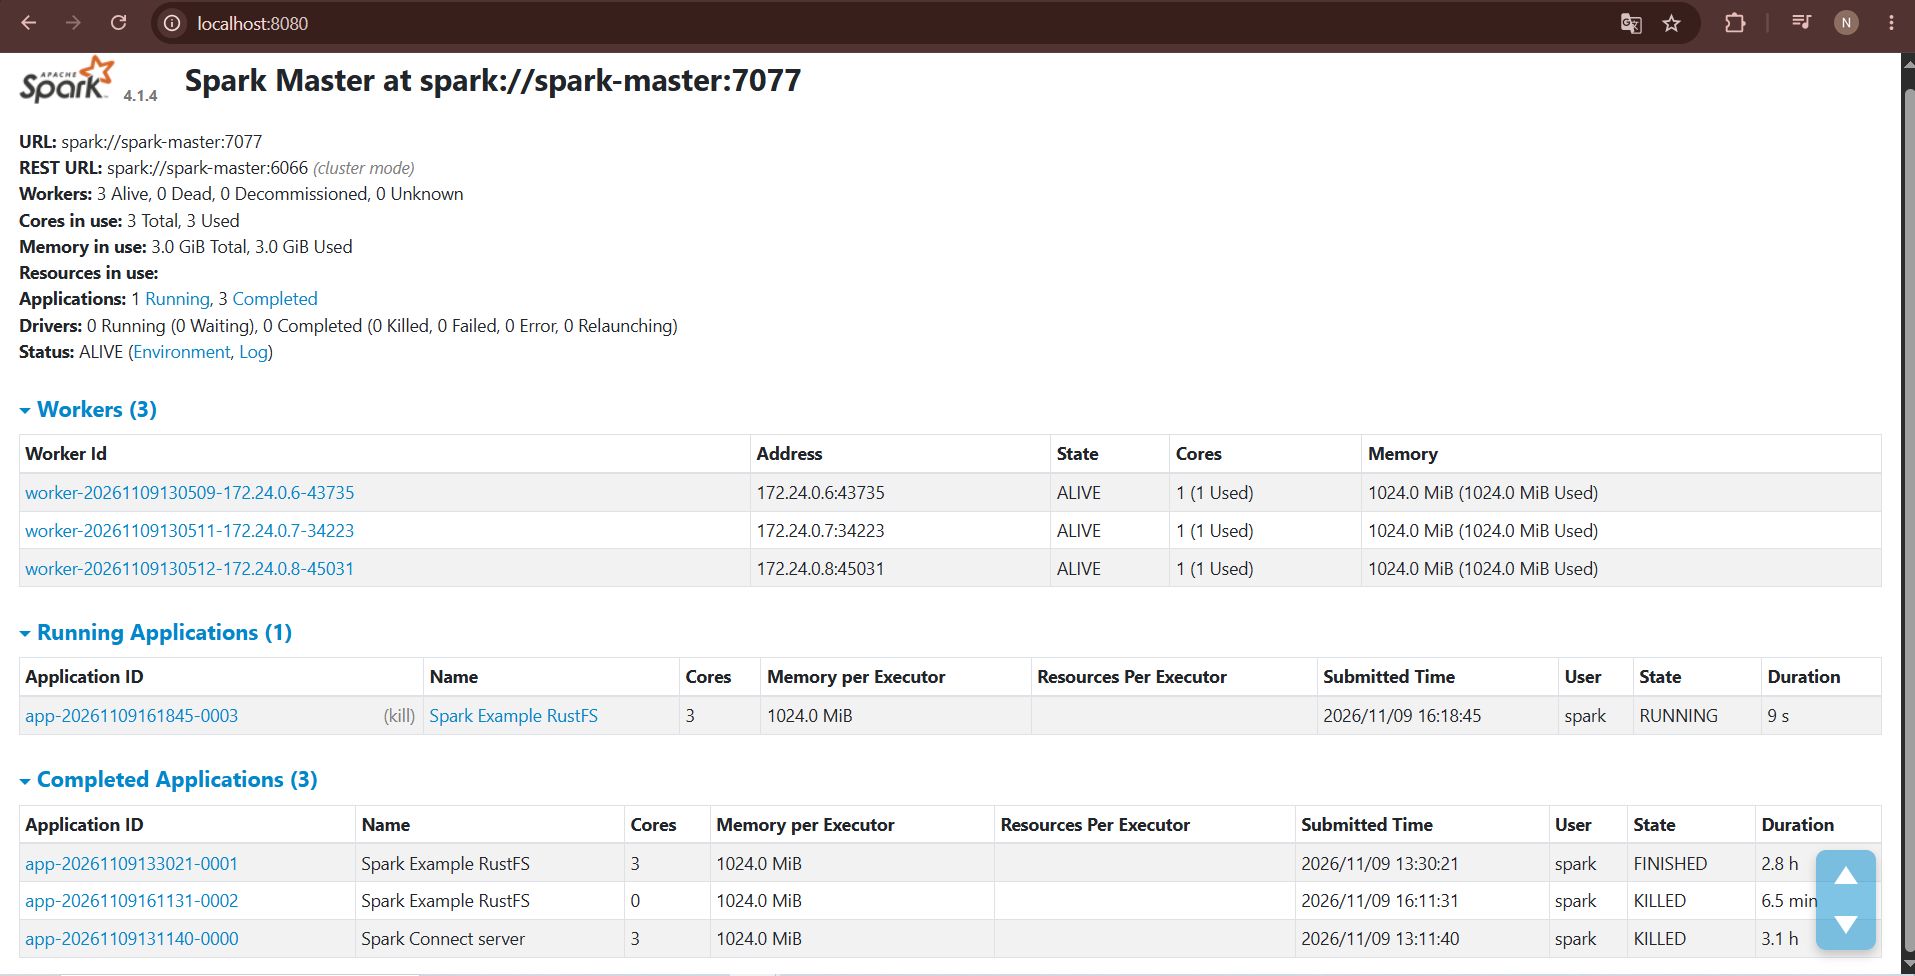 localhost:8080
N
APACHE Spark 4.1.4 Spark Master at spark://spark-master:7077
URL: spark://spark-master:7077
REST URL: spark://spark-master:6066 (cluster mode)
Workers: 3 Alive, 0 Dead, 0 Decommissioned, 0 Unknown
Cores in use: 3 Total, 3 Used
Memory in use: 3.0 GiB Total, 3.0 GiB Used
Resources in use:
Applications: 1 Running, 3 Completed
Drivers: 0 Running (0 Waiting), 0 Completed (0 Killed, 0 Failed, 0 Error, 0 Relaunching)
Status: ALIVE (Environment, Log)
Workers (3)
Worker Id Address State Cores Memory
worker-20261109130509-172.24.0.6-43735 172.24.0.6:43735 ALIVE 1 (1 Used) 1024.0 MiB (1024.0 MiB Used)
worker-20261109130511-172.24.0.7-34223 172.24.0.7:34223 ALIVE 1 (1 Used) 1024.0 MiB (1024.0 MiB Used)
worker-20261109130512-172.24.0.8-45031 172.24.0.8:45031 ALIVE 1 (1 Used) 1024.0 MiB (1024.0 MiB Used)
Running Applications (1)
Application ID Name Cores Memory per Executor Resources Per Executor Submitted Time User State Duration
app-20261109161845-0003 (kill) Spark Example RustFS 3 1024.0 MiB 2026/11/09 16:18:45 spark RUNNING 9 s
Completed Applications (3)
Application ID Name Cores Memory per Executor Resources Per Executor Submitted Time User State Duration
app-20261109133021-0001 Spark Example RustFS 3 1024.0 MiB 2026/11/09 13:30:21 spark FINISHED 2.8 h
app-20261109161131-0002 Spark Example RustFS 0 1024.0 MiB 2026/11/09 16:11:31 spark KILLED 6.5 min
app-20261109131140-0000 Spark Connect server 3 1024.0 MiB 2026/11/09 13:11:40 spark KILLED 3.1 h